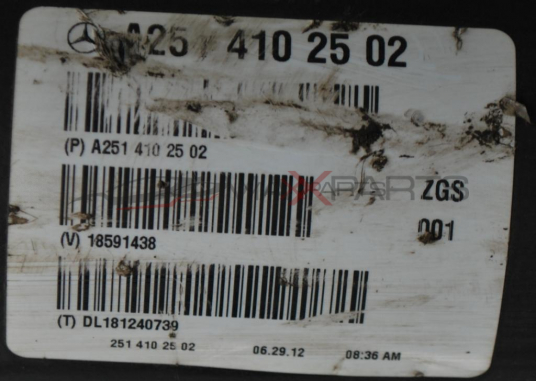 A25 410 25 02
(P) A251 410 25 02
ZGS
001
(V) 18591438
(T) DL181240739
251 410 25 02 06.29.12 08:36 AM